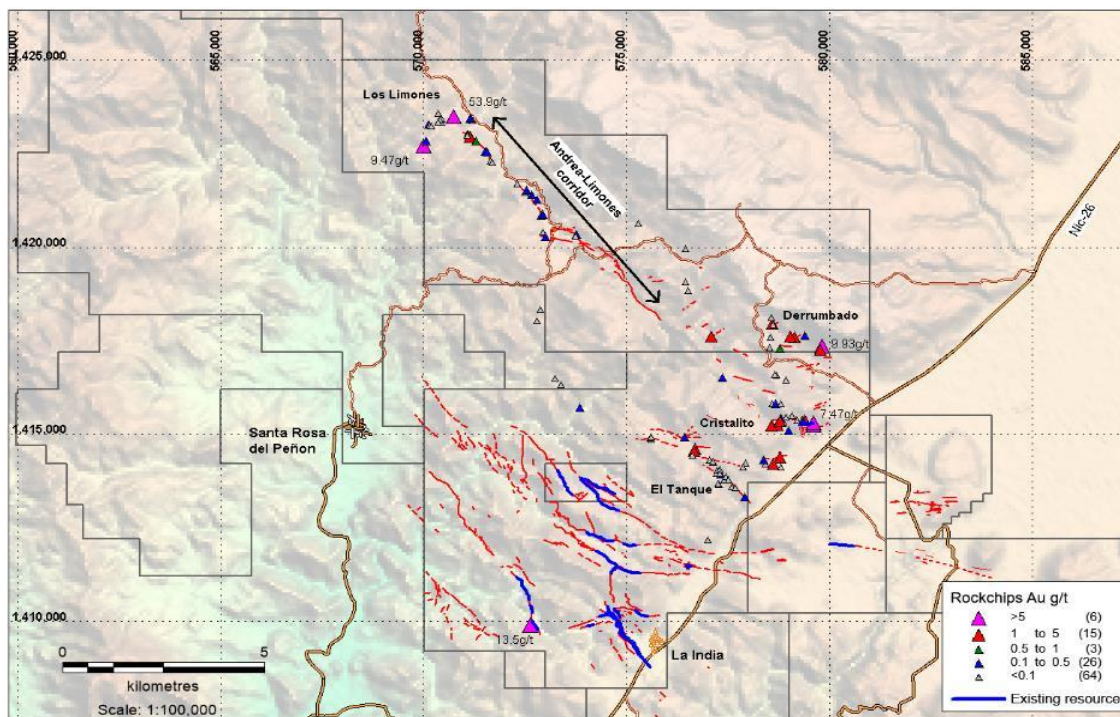 560,000
565,000
570,000
575,000
580,000
585,000
1,425,000
Los Limones
53.9g/t
9.47g/t
Andrea-Limones
corridor
Nic-26
1,420,000
Derrumbado
9.93g/t
7.47g/t
1,415,000
Santa Rosa
del Peñon
Cristalito
El Tanque
1,410,000
13.5g/t
La India
0
5
kilometres
Scale: 1:100,000
Rockchips Au g/t
>5 (6)
1 to 5 (15)
0.5 to 1 (3)
0.1 to 0.5 (26)
<0.1 (64)
Existing resource